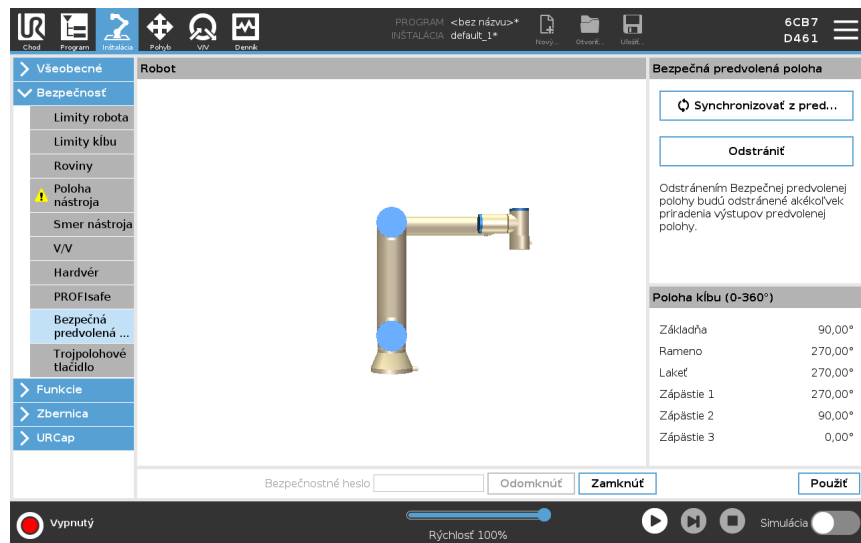 UR
Chod
Program
Inštalácia
Pohyb
V/V
Denník
PROGRAM <bez názvu>*
INŠTALÁCIA default_1*
Nový...
Otvoriť...
Uložiť...
6CB7
D461
Všeobecné
Bezpečnosť
Limity robota
Limity kĺbu
Roviny
Poloha
nástroja
Smer nástroja
V/V
Hardvér
PROFIsafe
Bezpečná
predvolená ...
Trojpolohové
tlačidlo
Funkcie
Zbernica
URCap
Robot
Bezpečná predvolená poloha
Synchronizovať z pred...
Odstrániť
Odstránením Bezpečnej predvolenej
polohy budú odstránené akékoľvek
priradenia výstupov predvolenej
polohy.
Poloha kĺbu (0-360°)
Základňa 90,00°
Rameno 270,00°
Lakeť 270,00°
Zápästie 1 270,00°
Zápästie 2 90,00°
Zápästie 3 0,00°
Bezpečnostné heslo
Odomknúť
Zamknúť
Použiť
Vypnutý
Rýchlosť 100%
Simulácia